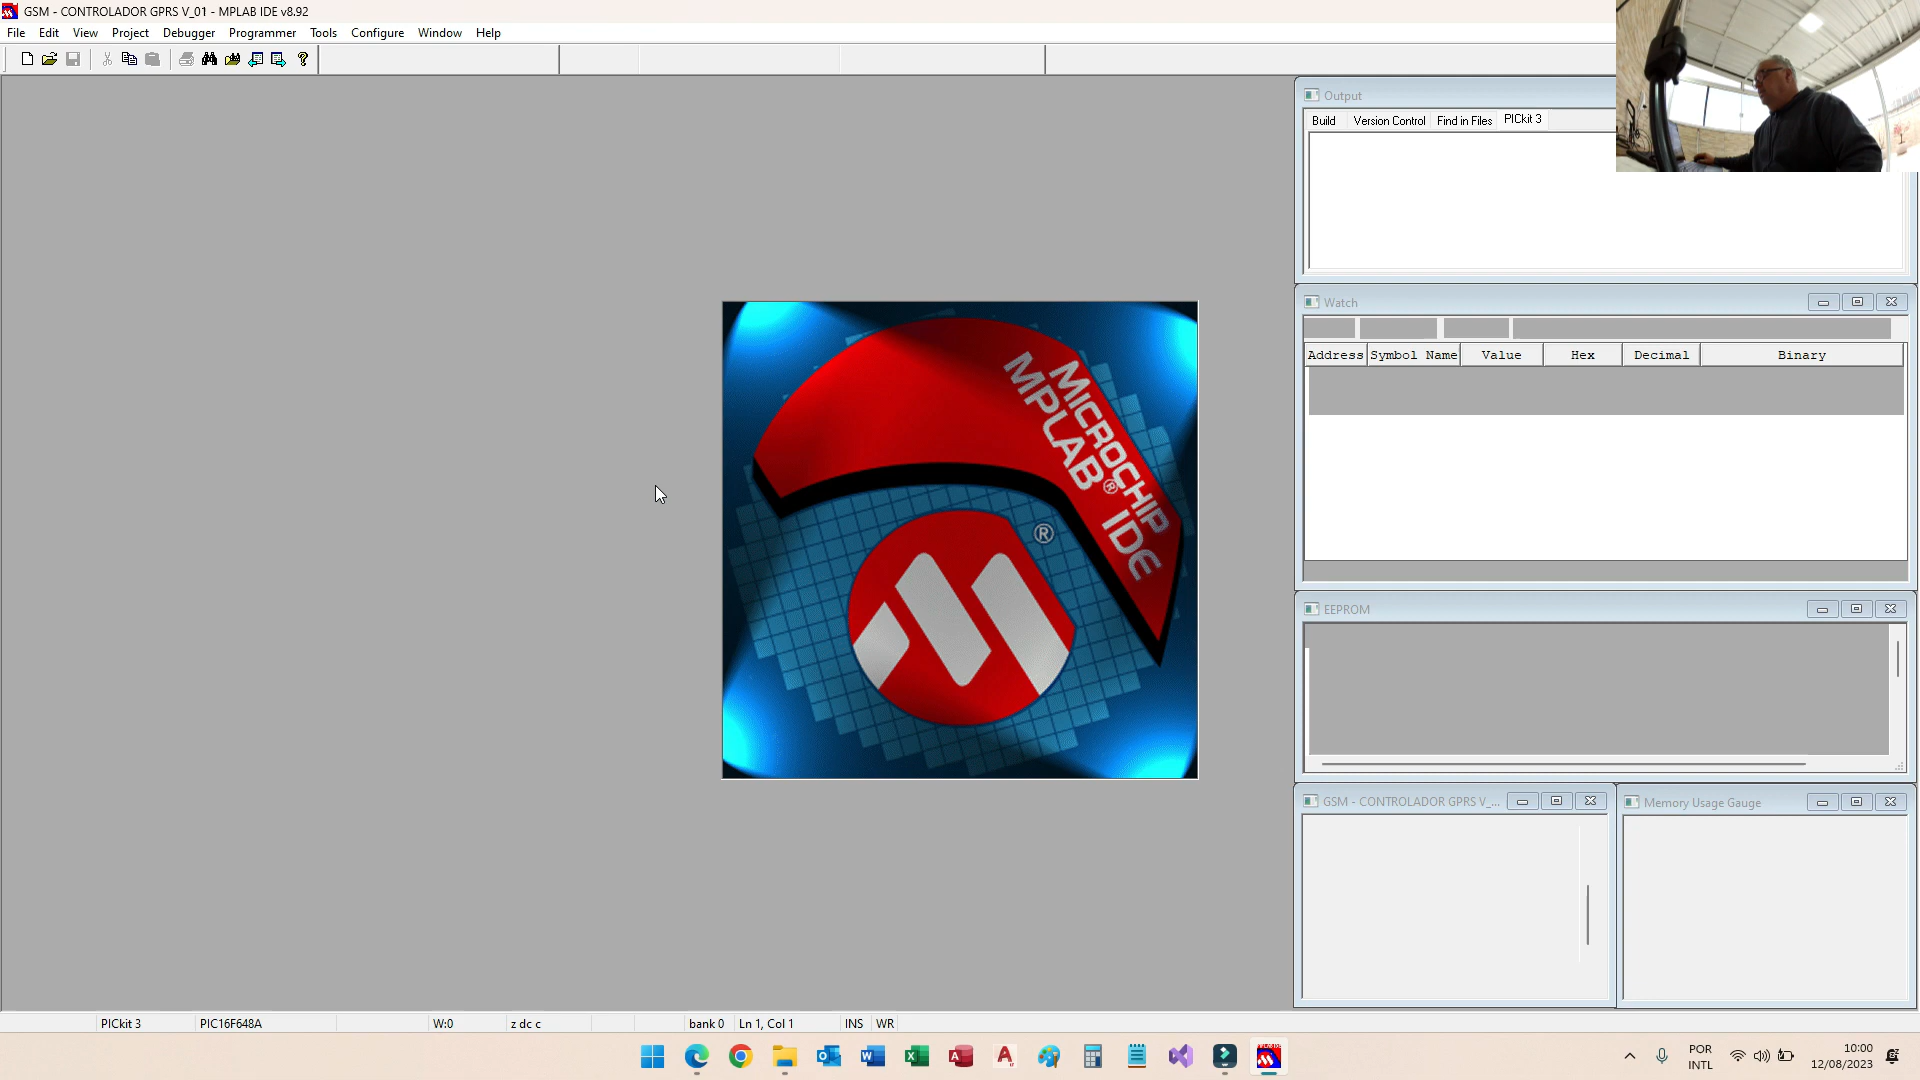 GSM - CONTROLADOR GPRS V_01 - MPLAB IDE v8.92
File Edit View Project Debugger Programmer Tools Configure Window Help
Output
Build Version Control Find in Files PICkit 3
Watch
Address Symbol Name Value Hex Decimal Binary
MICROCHIP
MPLAB® IDE
®
EEPROM
GSM - CONTROLADOR GPRS V_...
Memory Usage Gauge
PICkit 3 PIC16F648A W:0 z dc c bank 0 Ln 1, Col 1 INS WR
POR
INTL
10:00
12/08/2023